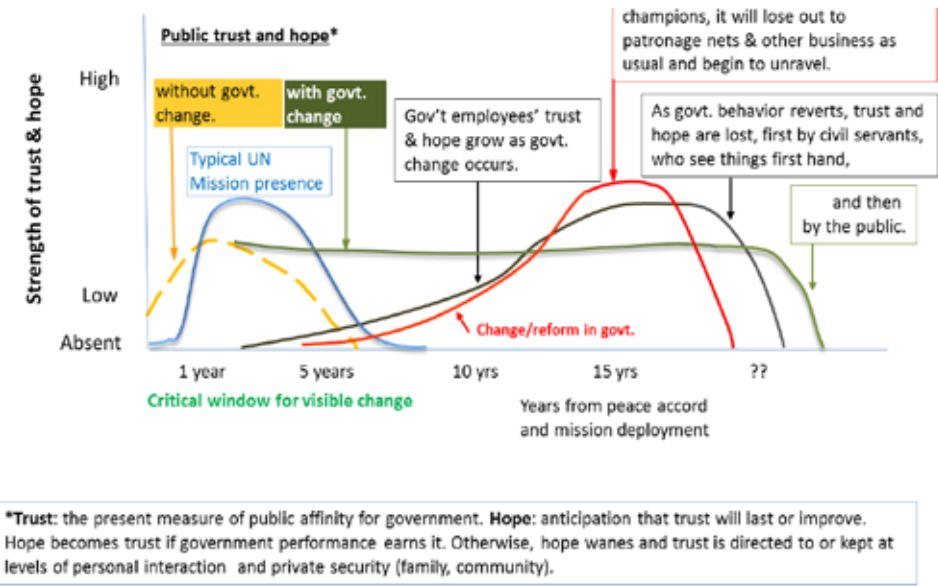 champions, it will lose out to
patronage nets & other business as
usual and begin to unravel.
Public trust and hope*
Strength of trust & hope
High
Low
Absent
without govt.
change.
with govt.
change
Typical UN
Mission presence
Gov't employees' trust
& hope grow as govt.
change occurs.
As govt. behavior reverts, trust and
hope are lost, first by civil servants,
who see things first hand,
and then
by the public.
Change/reform in govt.
1 year
5 years
10 yrs
15 yrs
??
Critical window for visible change
Years from peace accord
and mission deployment
*Trust: the present measure of public affinity for government. Hope: anticipation that trust will last or improve.
Hope becomes trust if government performance earns it. Otherwise, hope wanes and trust is directed to or kept at
levels of personal interaction and private security (family, community).